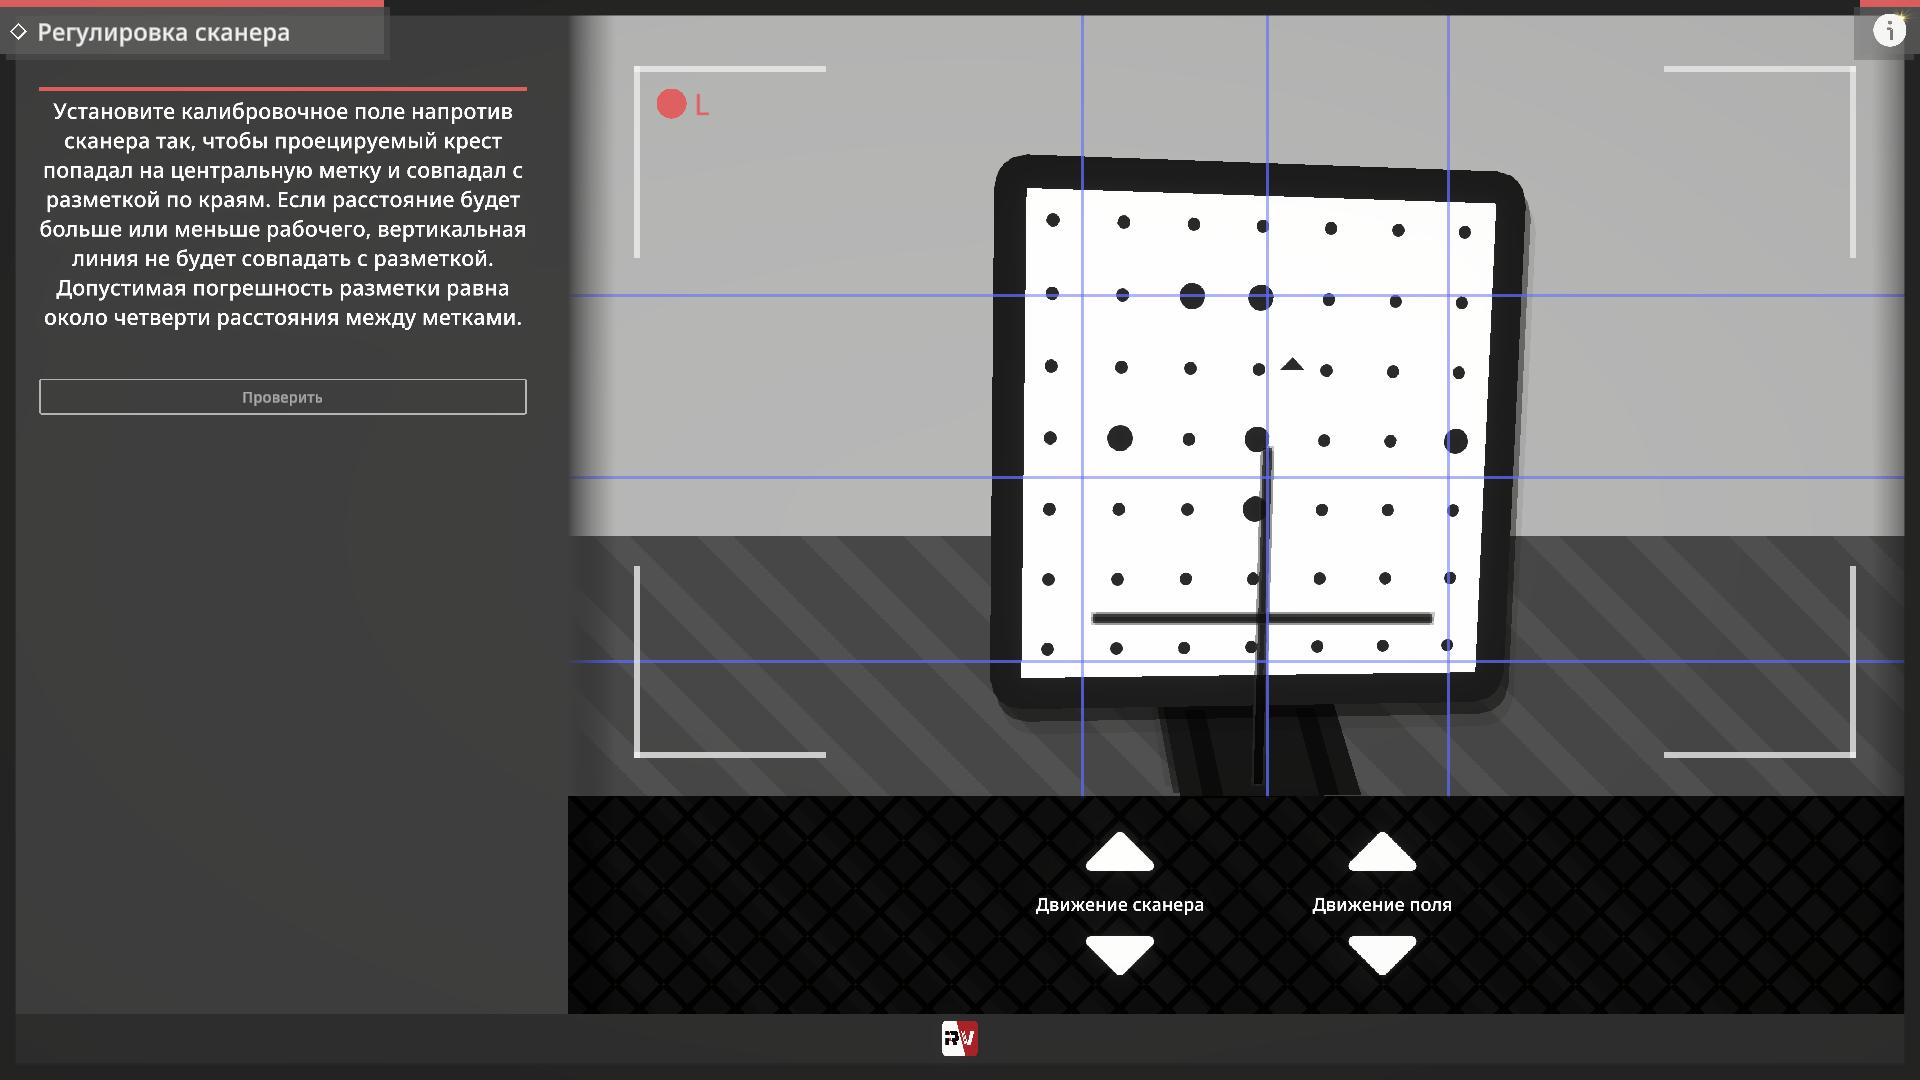 Регулировка сканера
Установите калибровочное поле напротив
сканера так, чтобы проецируемый крест
попадал на центральную метку и совпадал с
разметкой по краям. Если расстояние будет
больше или меньше рабочего, вертикальная
линия не будет совпадать с разметкой.
Допустимая погрешность разметки равна
около четверти расстояния между метками.
Проверить
L
i
Движение сканера
Движение поля
RV